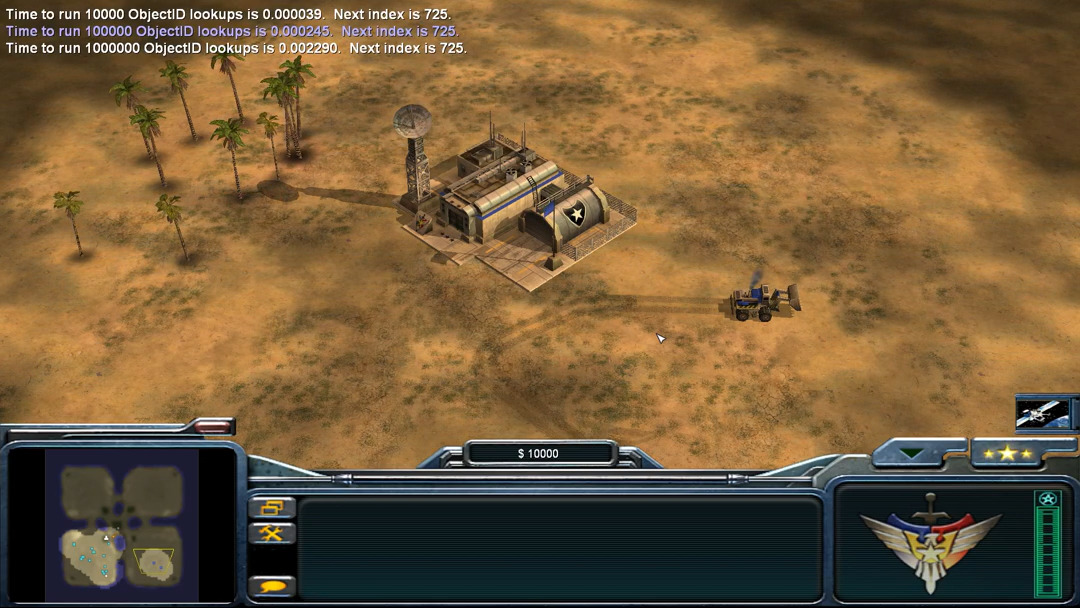 Time to run 10000 ObjectID lookups is 0.000039.  Next index is 725.
Time to run 100000 ObjectID lookups is 0.000245.  Next index is 725.
Time to run 1000000 ObjectID lookups is 0.002290.  Next index is 725.
$ 10000